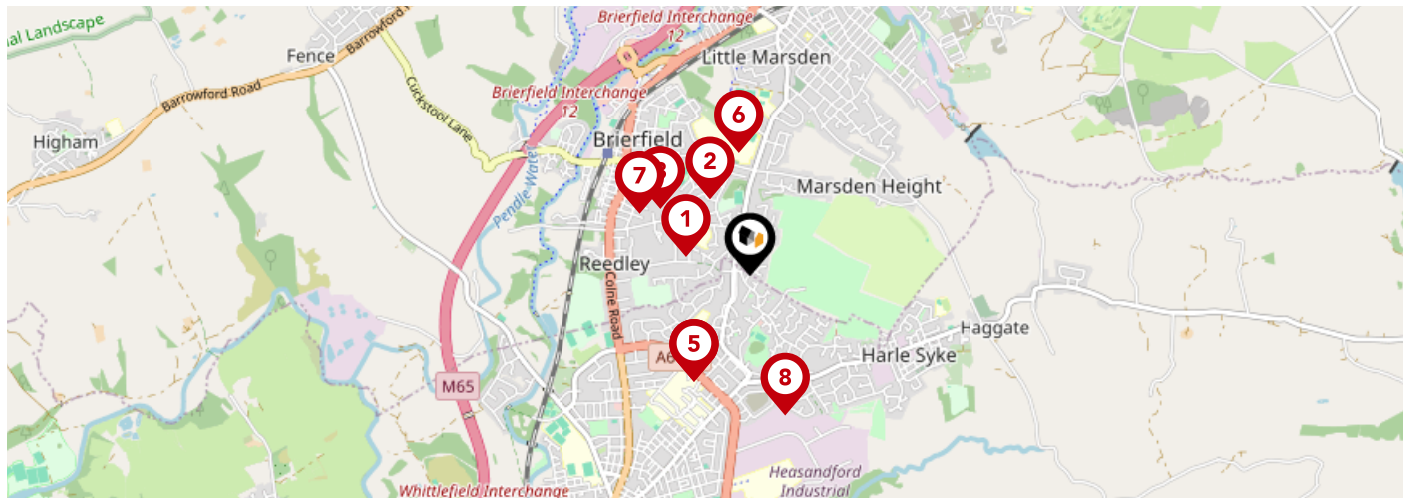 Brierfield Interchange
12
al Landscape
Barrowford
Fence
Little Marsden
Barrowford Road
Cuckstool Lane
Brierfield Interchange
12
6
Higham
Brierfield
2
7
Pendle Water
Marsden Height
1
Reedley
Colne Road
Haggate
5
Harle Syke
A6
8
M65
Heasandford
Industrial
Whittlefield Interchange